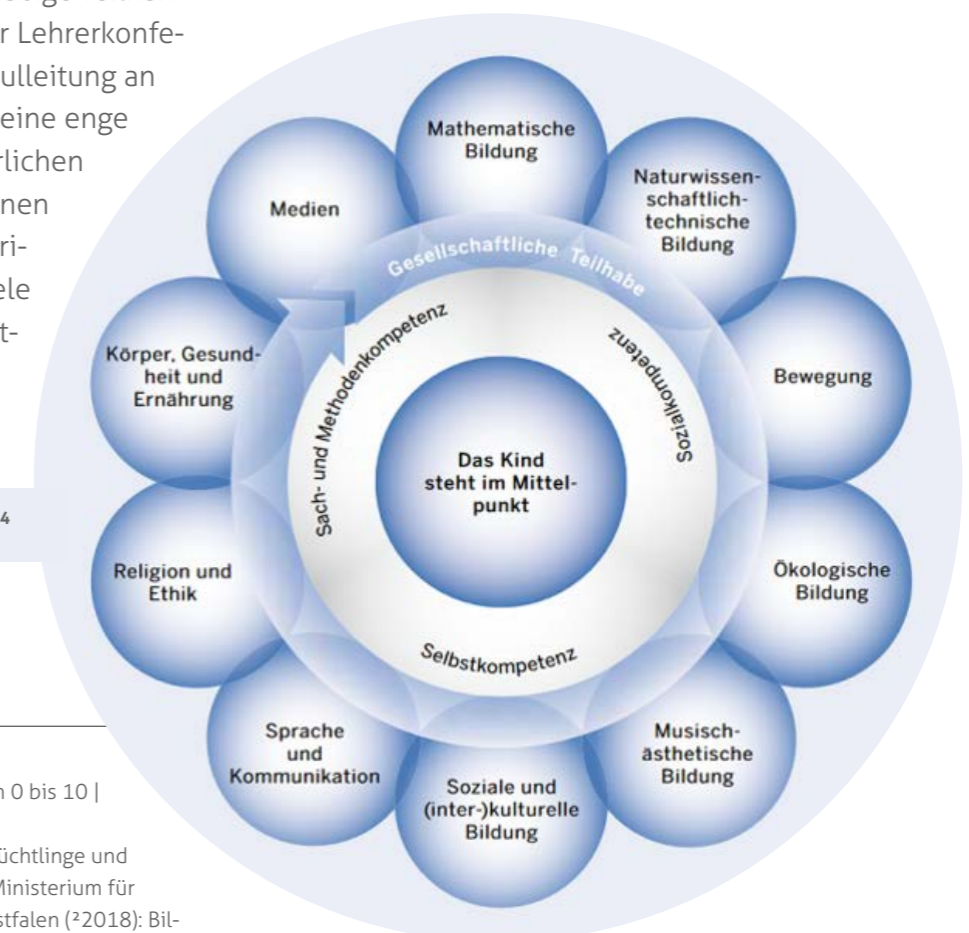 r Lehrerkonfe-
ulleitung an
eine enge
rlichen
nen
ri-
ele
t-
4
n 0 bis 10 |
üchtlinge und
Ministerium für
stfalen (²2018): Bil-
Mathematische
Bildung
Naturwissen-
schaftlich-
technische
Bildung
Bewegung
Ökologische
Bildung
Musisch-
ästhetische
Bildung
Soziale und
(inter-)kulturelle
Bildung
Sprache
und
Kommunikation
Religion und
Ethik
Körper, Gesund-
heit und
Ernährung
Medien
Gesellschaftliche Teilhabe
Sach- und Methodenkompetenz
Sozialkompetenz
Selbstkompetenz
Das Kind
steht im Mittel-
punkt